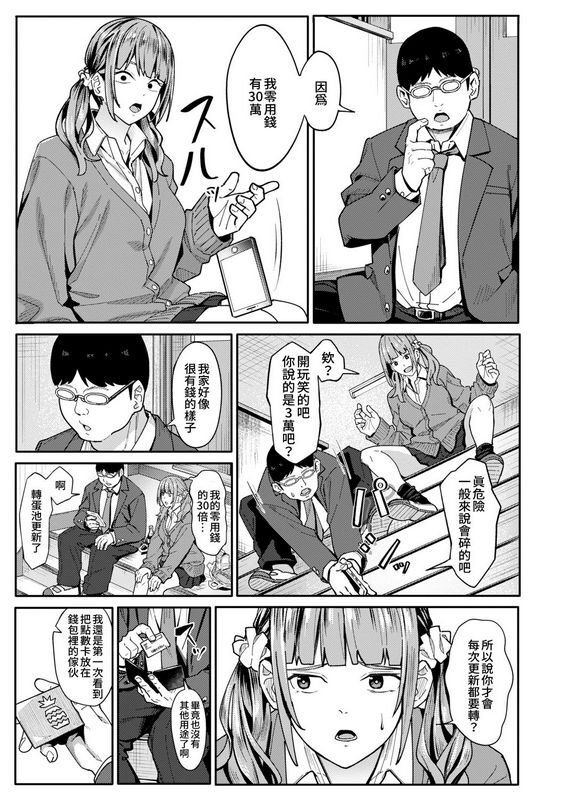 因爲
我零用錢
有30萬
スル
欸？
開玩笑的吧
你說的是3萬吧？
眞危險
一般來說會碎的吧
我家好像
很有錢的樣子
我的零用錢
的30倍…
啊
轉蛋池更新了
所以說你才會
每次更新都要轉？
畢竟也沒有
其他用途了啊
我還是第一次看到
把點數卡放在
錢包裡的傢伙